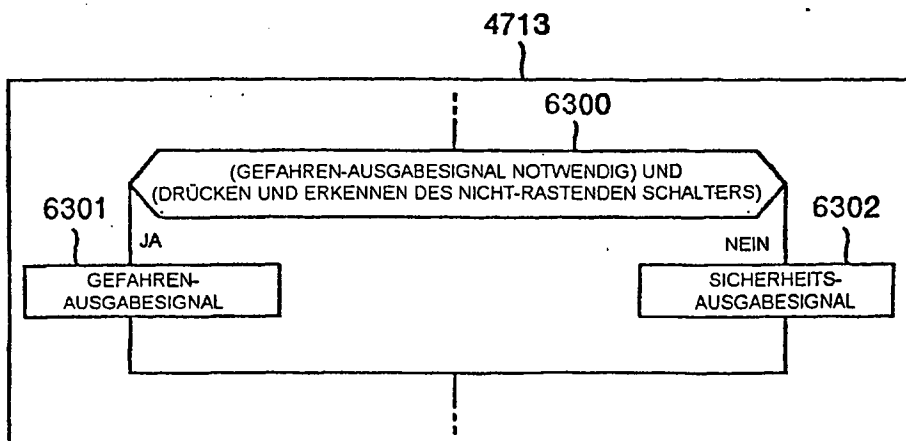 4713
6300
(GEFAHREN-AUSGABESIGNAL NOTWENDIG) UND
(DRÜCKEN UND ERKENNEN DES NICHT-RASTENDEN SCHALTERS)
6301
6302
JA
NEIN
GEFAHREN-
AUSGABESIGNAL
SICHERHEITS-
AUSGABESIGNAL